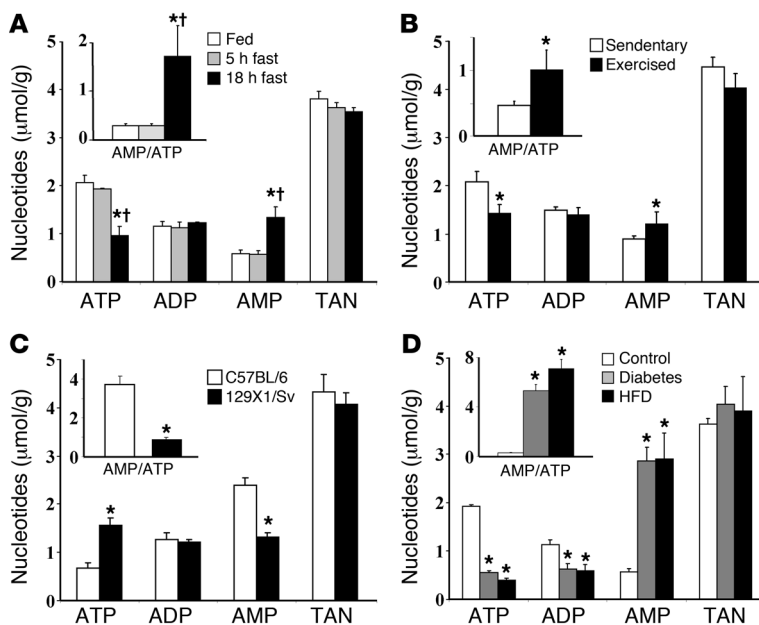 A
Nucleotides (µmol/g)
5
4
3
2
1
0
2
1
0
*†
AMP/ATP
Fed
5 h fast
18 h fast
*†
*†
ATP ADP AMP TAN
B
Nucleotides (µmol/g)
5
4
3
2
1
0
1
0
*
AMP/ATP
Sendentary
Exercised
*
*
ATP ADP AMP TAN
C
Nucleotides (µmol/g)
5
4
3
2
1
0
4
2
0
*
AMP/ATP
C57BL/6
129X1/Sv
*
*
ATP ADP AMP TAN
D
Nucleotides (µmol/g)
5
4
3
2
1
0
8
4
0
* *
AMP/ATP
Control
Diabetes
HFD
* *
* *
* *
ATP ADP AMP TAN